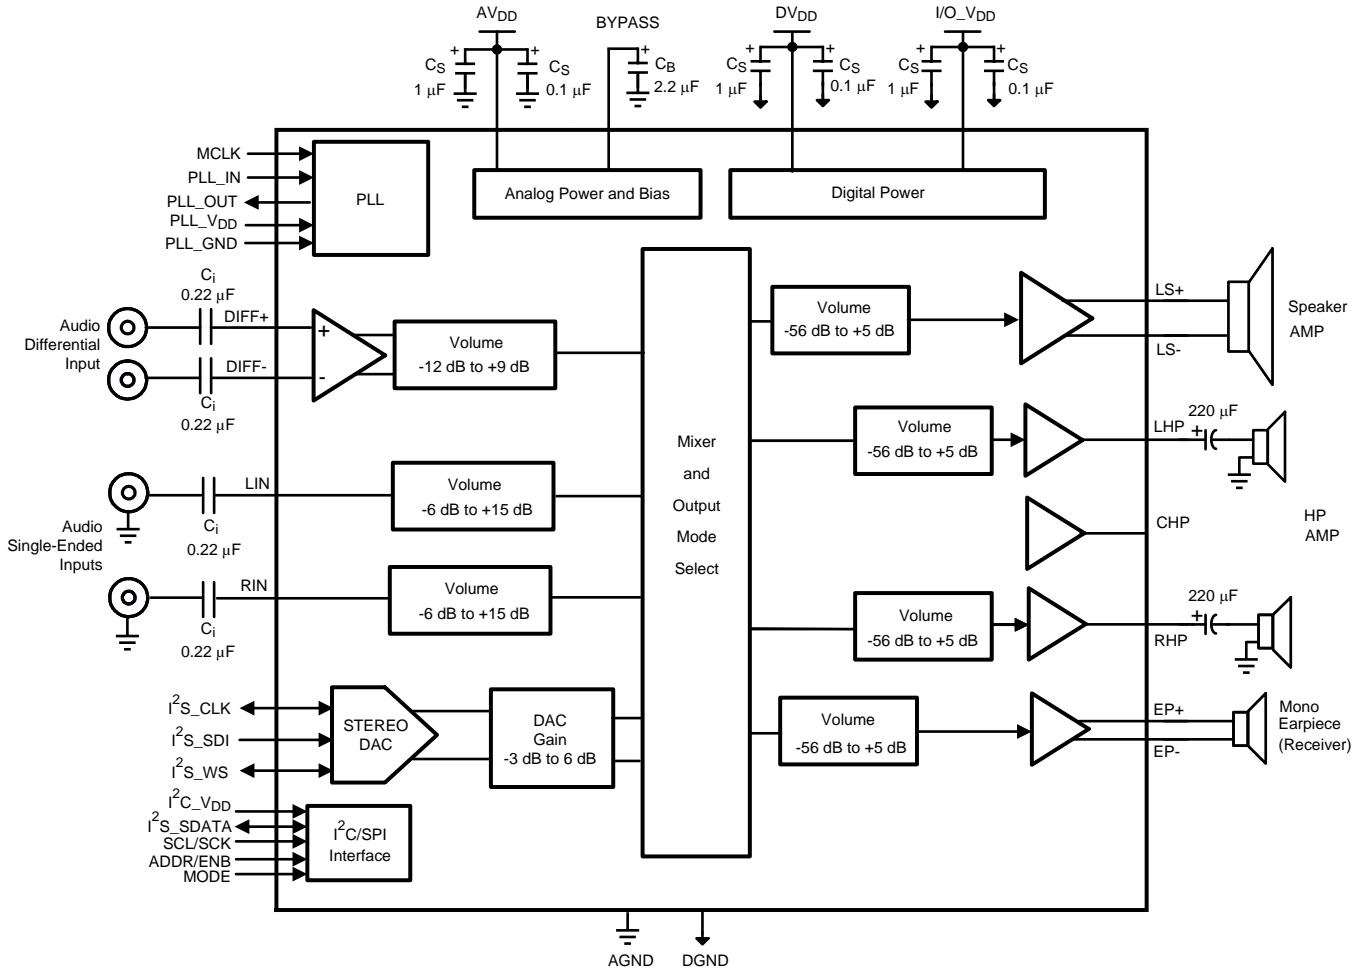 AVDD
BYPASS
DVDD
I/O_VDD
+
+
+
+
+
+
+
CS
1 μF
CS
0.1 μF
CB
2.2 μF
CS
1 μF
CS
0.1 μF
CS
1 μF
CS
0.1 μF
MCLK
PLL_IN
PLL_OUT
PLL_VDD
PLL_GND
PLL
Analog Power and Bias
Digital Power
Ci
0.22 μF
DIFF+
Audio
Differential
Input
DIFF-
Ci
0.22 μF
+
-
Volume
-12 dB to +9 dB
LIN
Ci
0.22 μF
Audio
Single-Ended
Inputs
RIN
Ci
0.22 μF
Volume
-6 dB to +15 dB
Volume
-6 dB to +15 dB
I2S_CLK
I2S_SDI
I2S_WS
STEREO
DAC
DAC
Gain
-3 dB to 6 dB
I2C_VDD
I2S_SDATA
SCL/SCK
ADDR/ENB
MODE
I2C/SPI
Interface
Mixer
and
Output
Mode
Select
Volume
-56 dB to +5 dB
LS+
LS-
Speaker
AMP
Volume
-56 dB to +5 dB
LHP
220 μF
+
CHP
HP
AMP
Volume
-56 dB to +5 dB
RHP
220 μF
+
Volume
-56 dB to +5 dB
EP+
EP-
Mono
Earpiece
(Receiver)
AGND
DGND